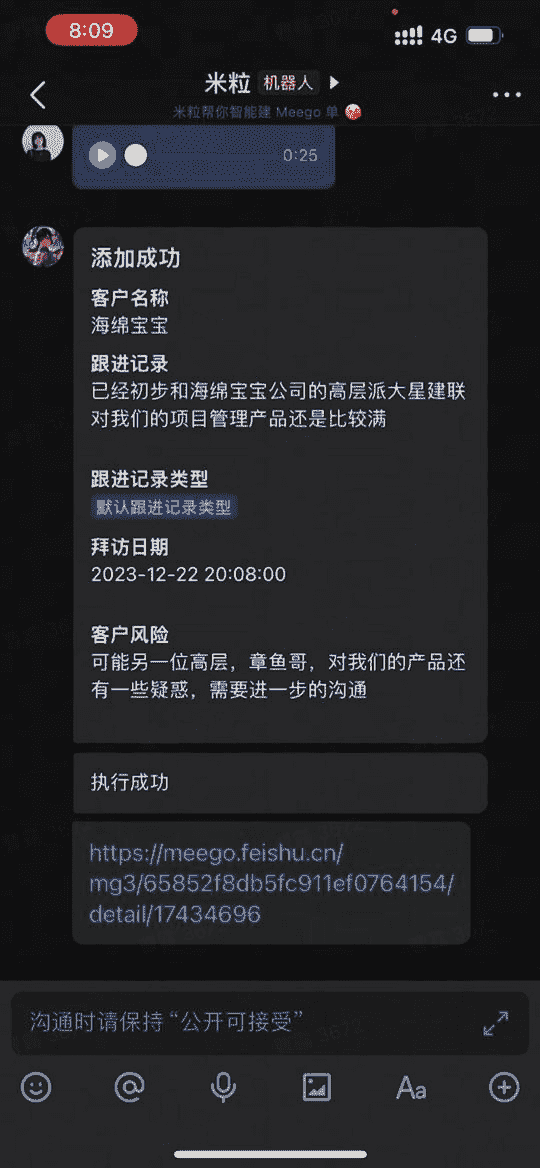 8:09
4G
米粒 机器人
米粒帮你智能建 Meego 单
0:25
添加成功
客户名称
海绵宝宝
跟进记录
已经初步和海绵宝宝公司的高层派大星建联
对我们的项目管理产品还是比较满
跟进记录类型
默认跟进记录类型
拜访日期
2023-12-22 20:08:00
客户风险
可能另一位高层，章鱼哥，对我们的产品还
有一些疑惑，需要进一步的沟通
执行成功
https://meego.feishu.cn/
mg3/65852f8db5fc911ef0764154/
detail/17434696
沟通时请保持“公开可接受”
Aa